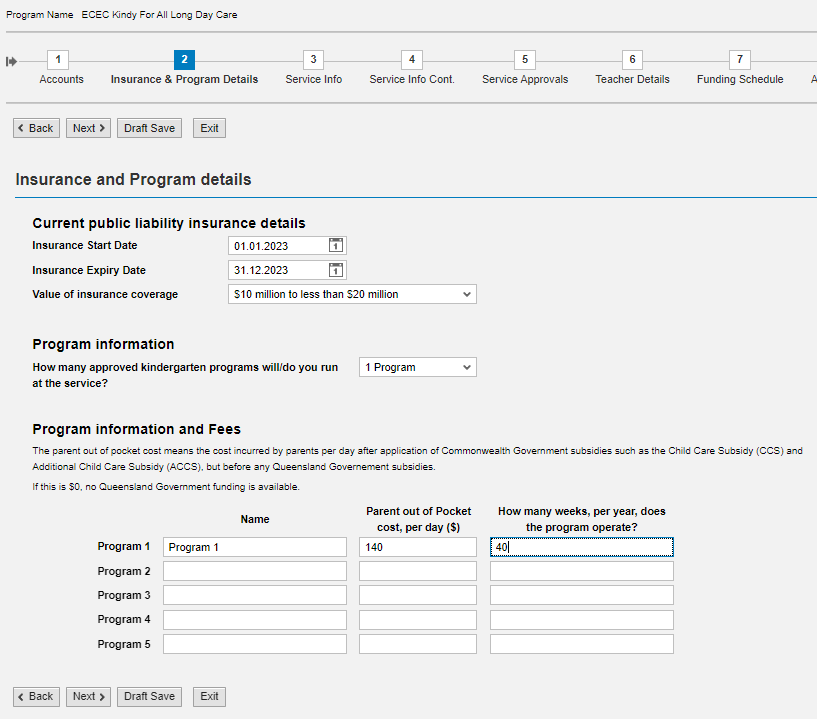 Program Name ECEC Kindy For All Long Day Care
1 2 3 4 5 6 7
Accounts Insurance & Program Details Service Info Service Info Cont. Service Approvals Teacher Details Funding Schedule A
Back Next Draft Save Exit
Insurance and Program details
Current public liability insurance details
Insurance Start Date 01.01.2023
Insurance Expiry Date 31.12.2023
Value of insurance coverage $10 million to less than $20 million
Program information
How many approved kindergarten programs will/do you run 1 Program
at the service?
Program information and Fees
The parent out of pocket cost means the cost incurred by parents per day after application of Commonwealth Government subsidies such as the Child Care Subsidy (CCS) and
Additional Child Care Subsidy (ACCS), but before any Queensland Governement subsidies.
If this is $0, no Queensland Government funding is available.
Name Parent out of Pocket How many weeks, per year, does
cost, per day ($) the program operate?
Program 1 Program 1 140 40
Program 2
Program 3
Program 4
Program 5
Back Next Draft Save Exit